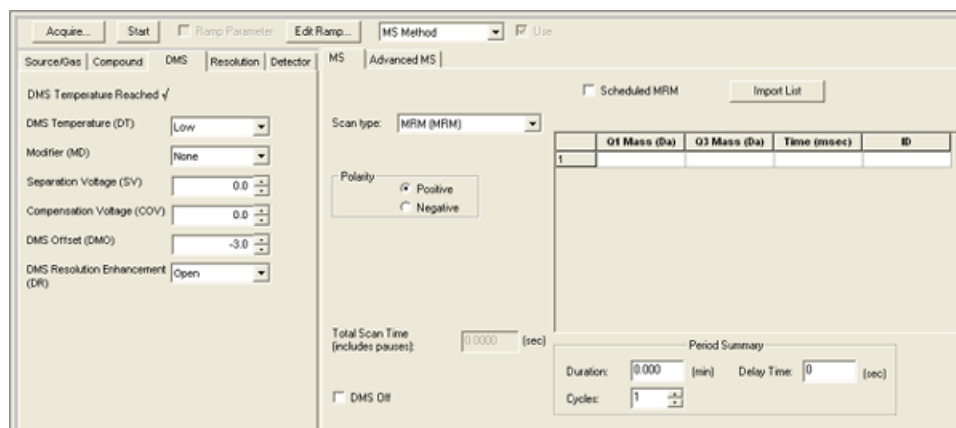 Acquire... Start Ramp Parameter Edit Ramp... MS Method Use
Source/Gas Compound DMS Resolution Detector
DMS Temperature Reached √
DMS Temperature (DT) Low
Modifier (MD) None
Separation Voltage (SV) 0.0
Compensation Voltage (COV) 0.0
DMS Offset (DMO) -3.0
DMS Resolution Enhancement (DR) Open
MS Advanced MS
Scheduled MRM Import List
Scan type: MRM (MRM)
Q1 Mass (Da) Q3 Mass (Da) Time (msec) ID
1
Polarity
Positive
Negative
Total Scan Time
(includes pauses): 0.0000 (sec)
DMS Off
Period Summary
Duration: 0.000 (min) Delay Time: 0 (sec)
Cycles: 1